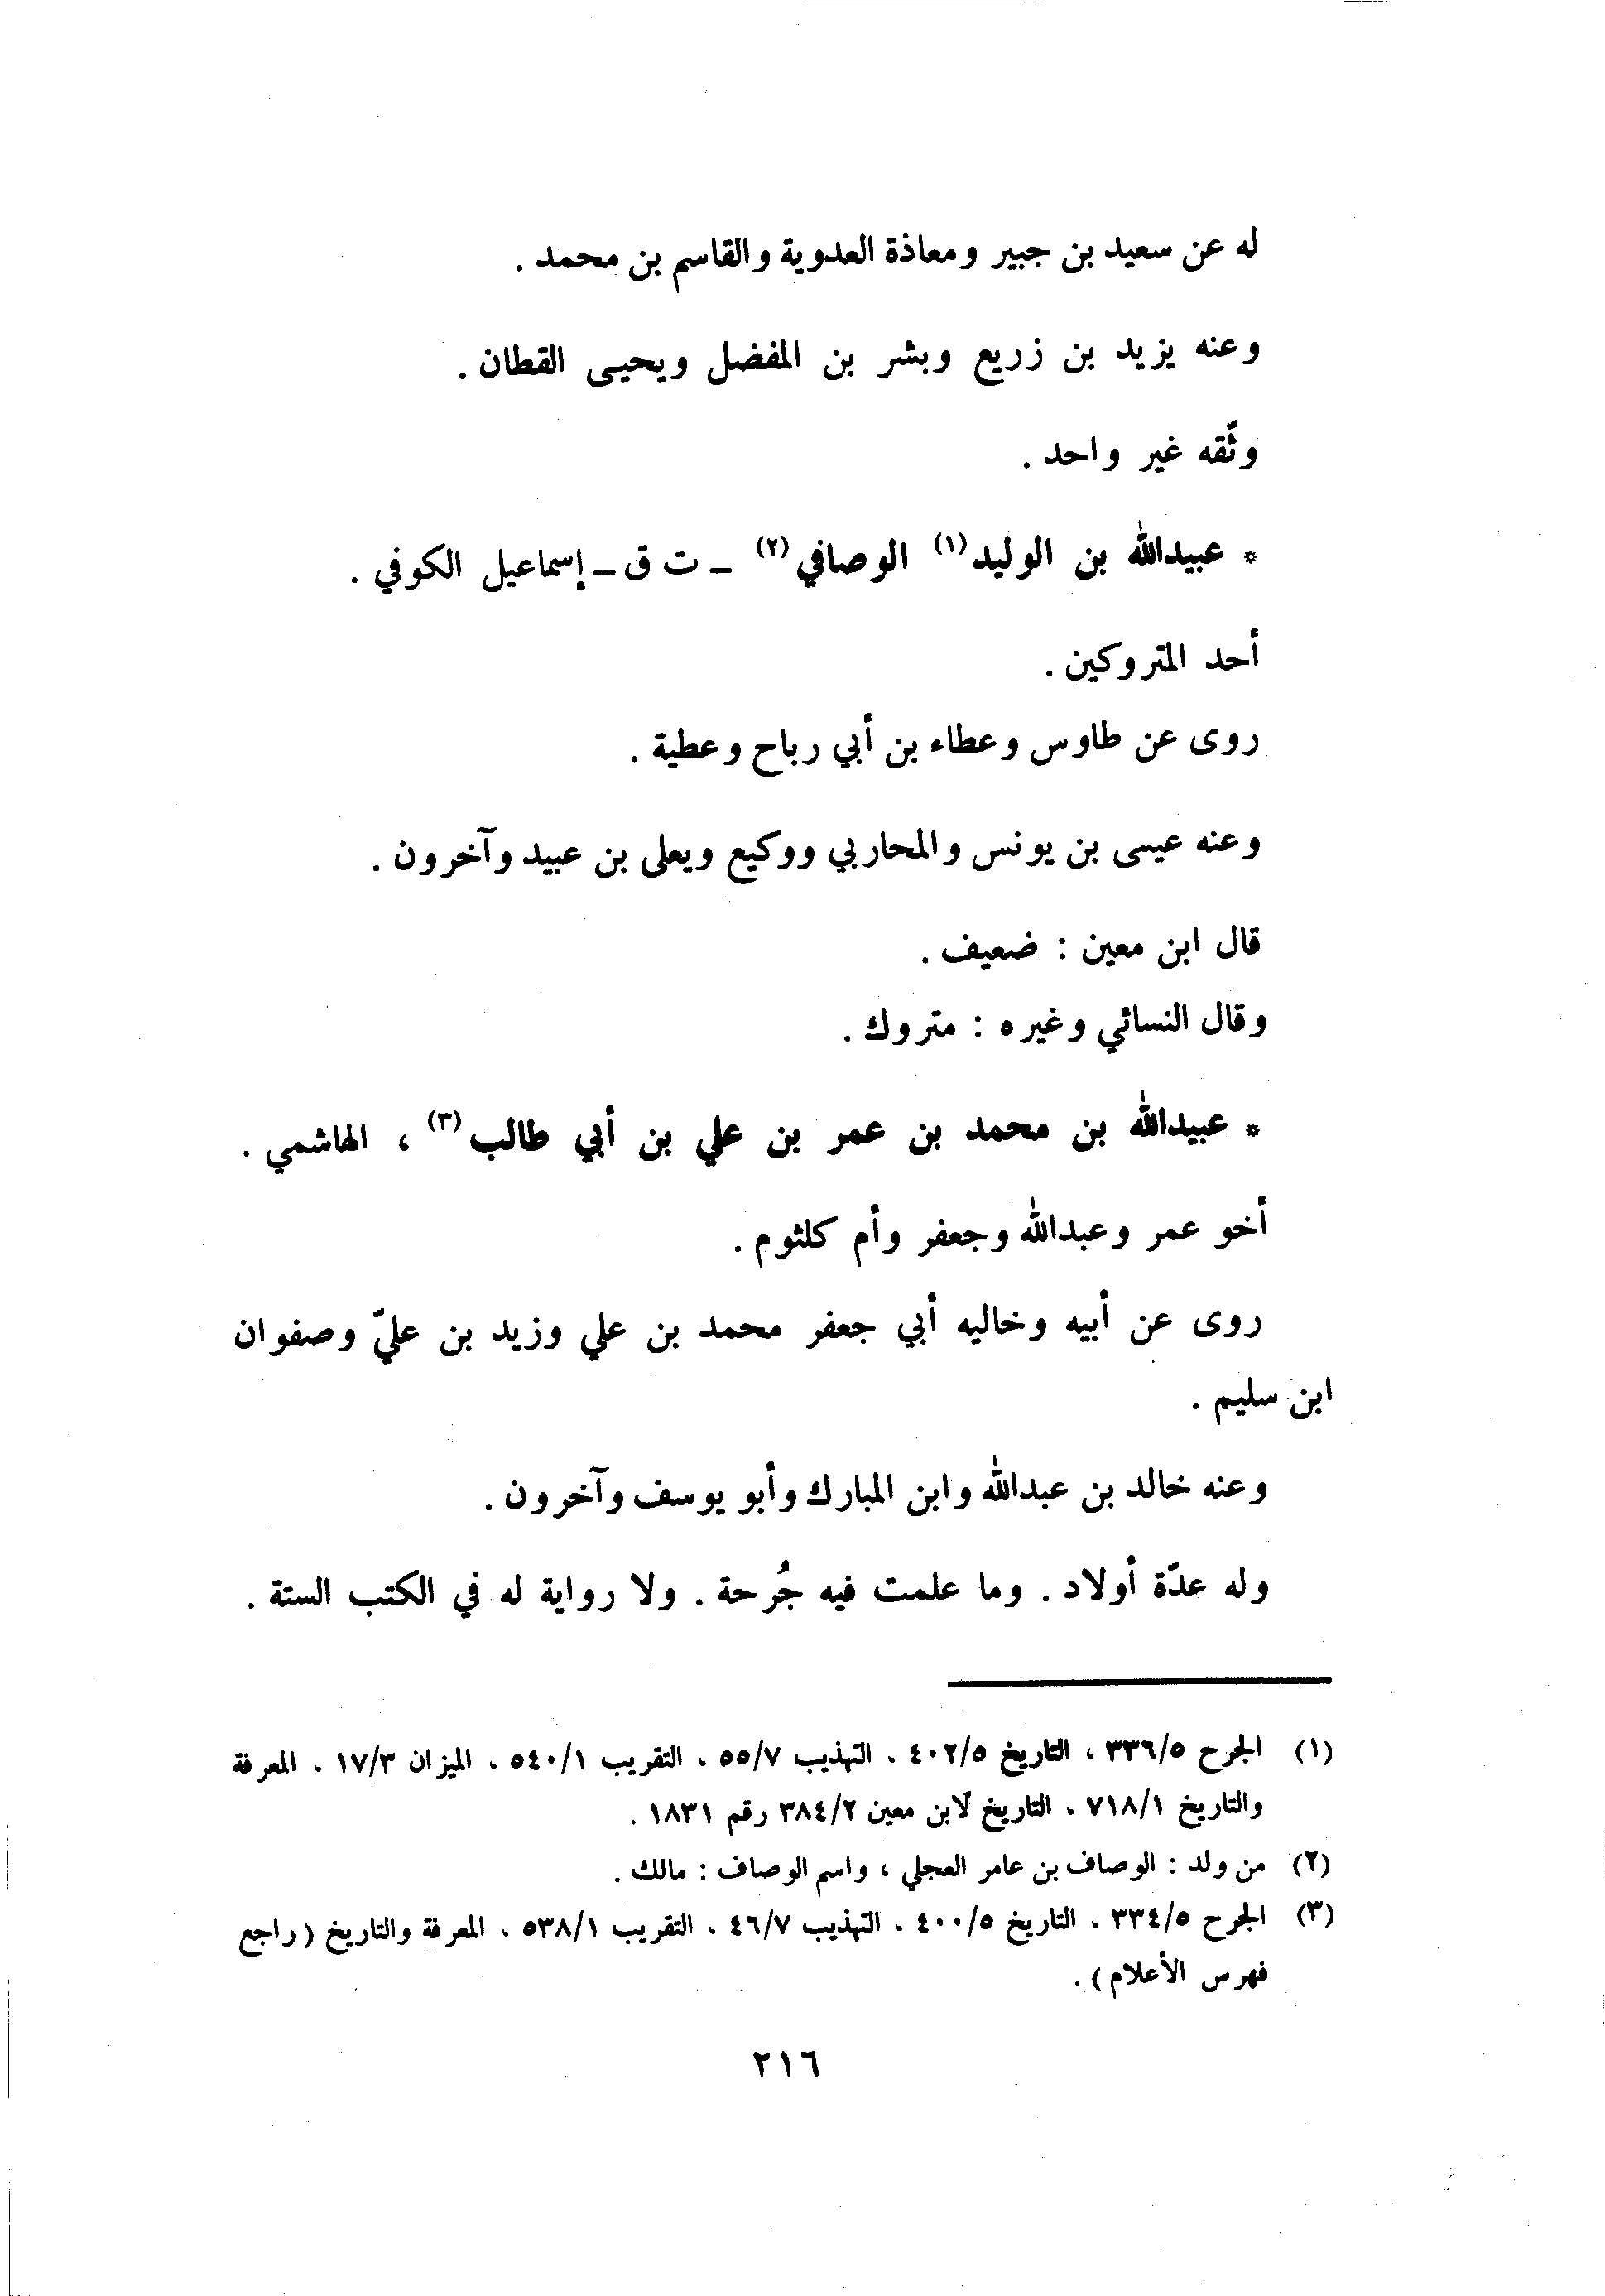 له عن سعيد بن جبير ومعاذة العدوية والقاسم بن محمد .
وعنه يزيد بن زريع وبشر بن المفضل ويحيى القطان .
وثّقه غير واحد .
* عبيدالله بن الوليد(١) الوصافي(٢) ـ ت ق ـ إسماعيل الكوفي .
أحد المتروكين .
روى عن طاوس وعطاء بن أبي رباح وعطية .
وعنه عيسى بن يونس والمحاربي ووكيع ويعلى بن عبيد وآخرون .
قال ابن معين : ضعيف .
وقال النسائي وغيره : متروك .
* عبيدالله بن محمد بن عمر بن علي بن أبي طالب(٣) ، الهاشمي .
أخو عمر وعبدالله وجعفر وأم كلثوم .
روى عن أبيه وخاليه أبي جعفر محمد بن علي وزيد بن عليّ وصفوان
ابن سليم .
وعنه خالد بن عبدالله وابن المبارك وأبو يوسف وآخرون .
وله عدّة أولاد . وما علمت فيه جُرحة . ولا رواية له في الكتب الستة .
(١) الجرح ٣٣٦/٥ ، التاريخ ٤٠٢/٥ ، التهذيب ٥٥/٧ ، التقريب ٥٤٠/١ ، الميزان ١٧/٣ ، المعرفة
والتاريخ ٧١٨/١ ، التاريخ لابن معين ٣٨٤/٢ رقم ١٨٣١ .
(٢) من ولد : الوصاف بن عامر العجلي ، واسم الوصاف : مالك .
(٣) الجرح ٣٣٤/٥ ، التاريخ ٤٠٠/٥ ، التهذيب ٤٦/٧ ، التقريب ٥٣٨/١ ، المعرفة والتاريخ (راجع
فهرس الأعلام) .
٢١٦